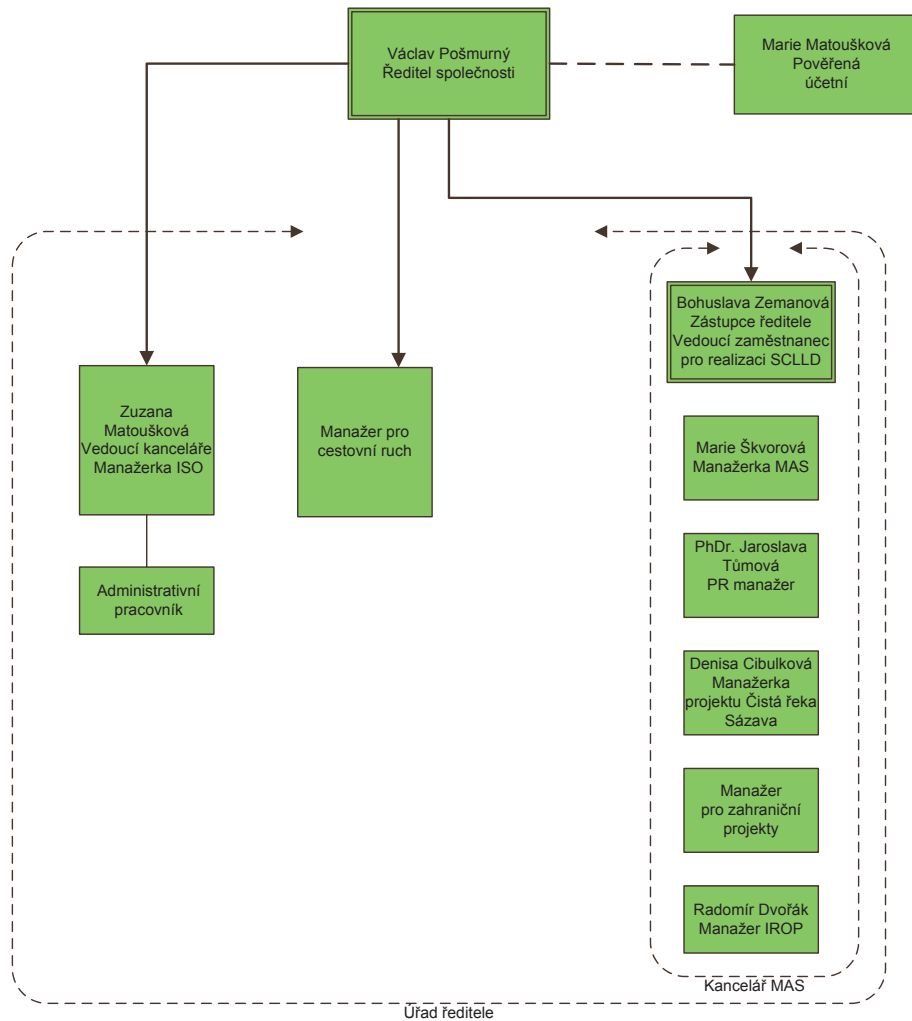 Václav Pošmurný
Ředitel společnosti
Marie Matoušková
Pověřená
účetní
Zuzana
Matoušková
Vedoucí kanceláře
Manažerka ISO
Administrativní
pracovník
Manažer pro
cestovní ruch
Bohuslava Zemanová
Zástupce ředitele
Vedoucí zaměstnanec
pro realizaci SCLLD
Marie Škvorová
Manažerka MAS
PhDr. Jaroslava
Tůmová
PR manažer
Denisa Cibulková
Manažerka
projektu Čistá řeka
Sázava
Manažer
pro zahraniční
projekty
Radomír Dvořák
Manažer IROP
Kancelář MAS
Úřad ředitele